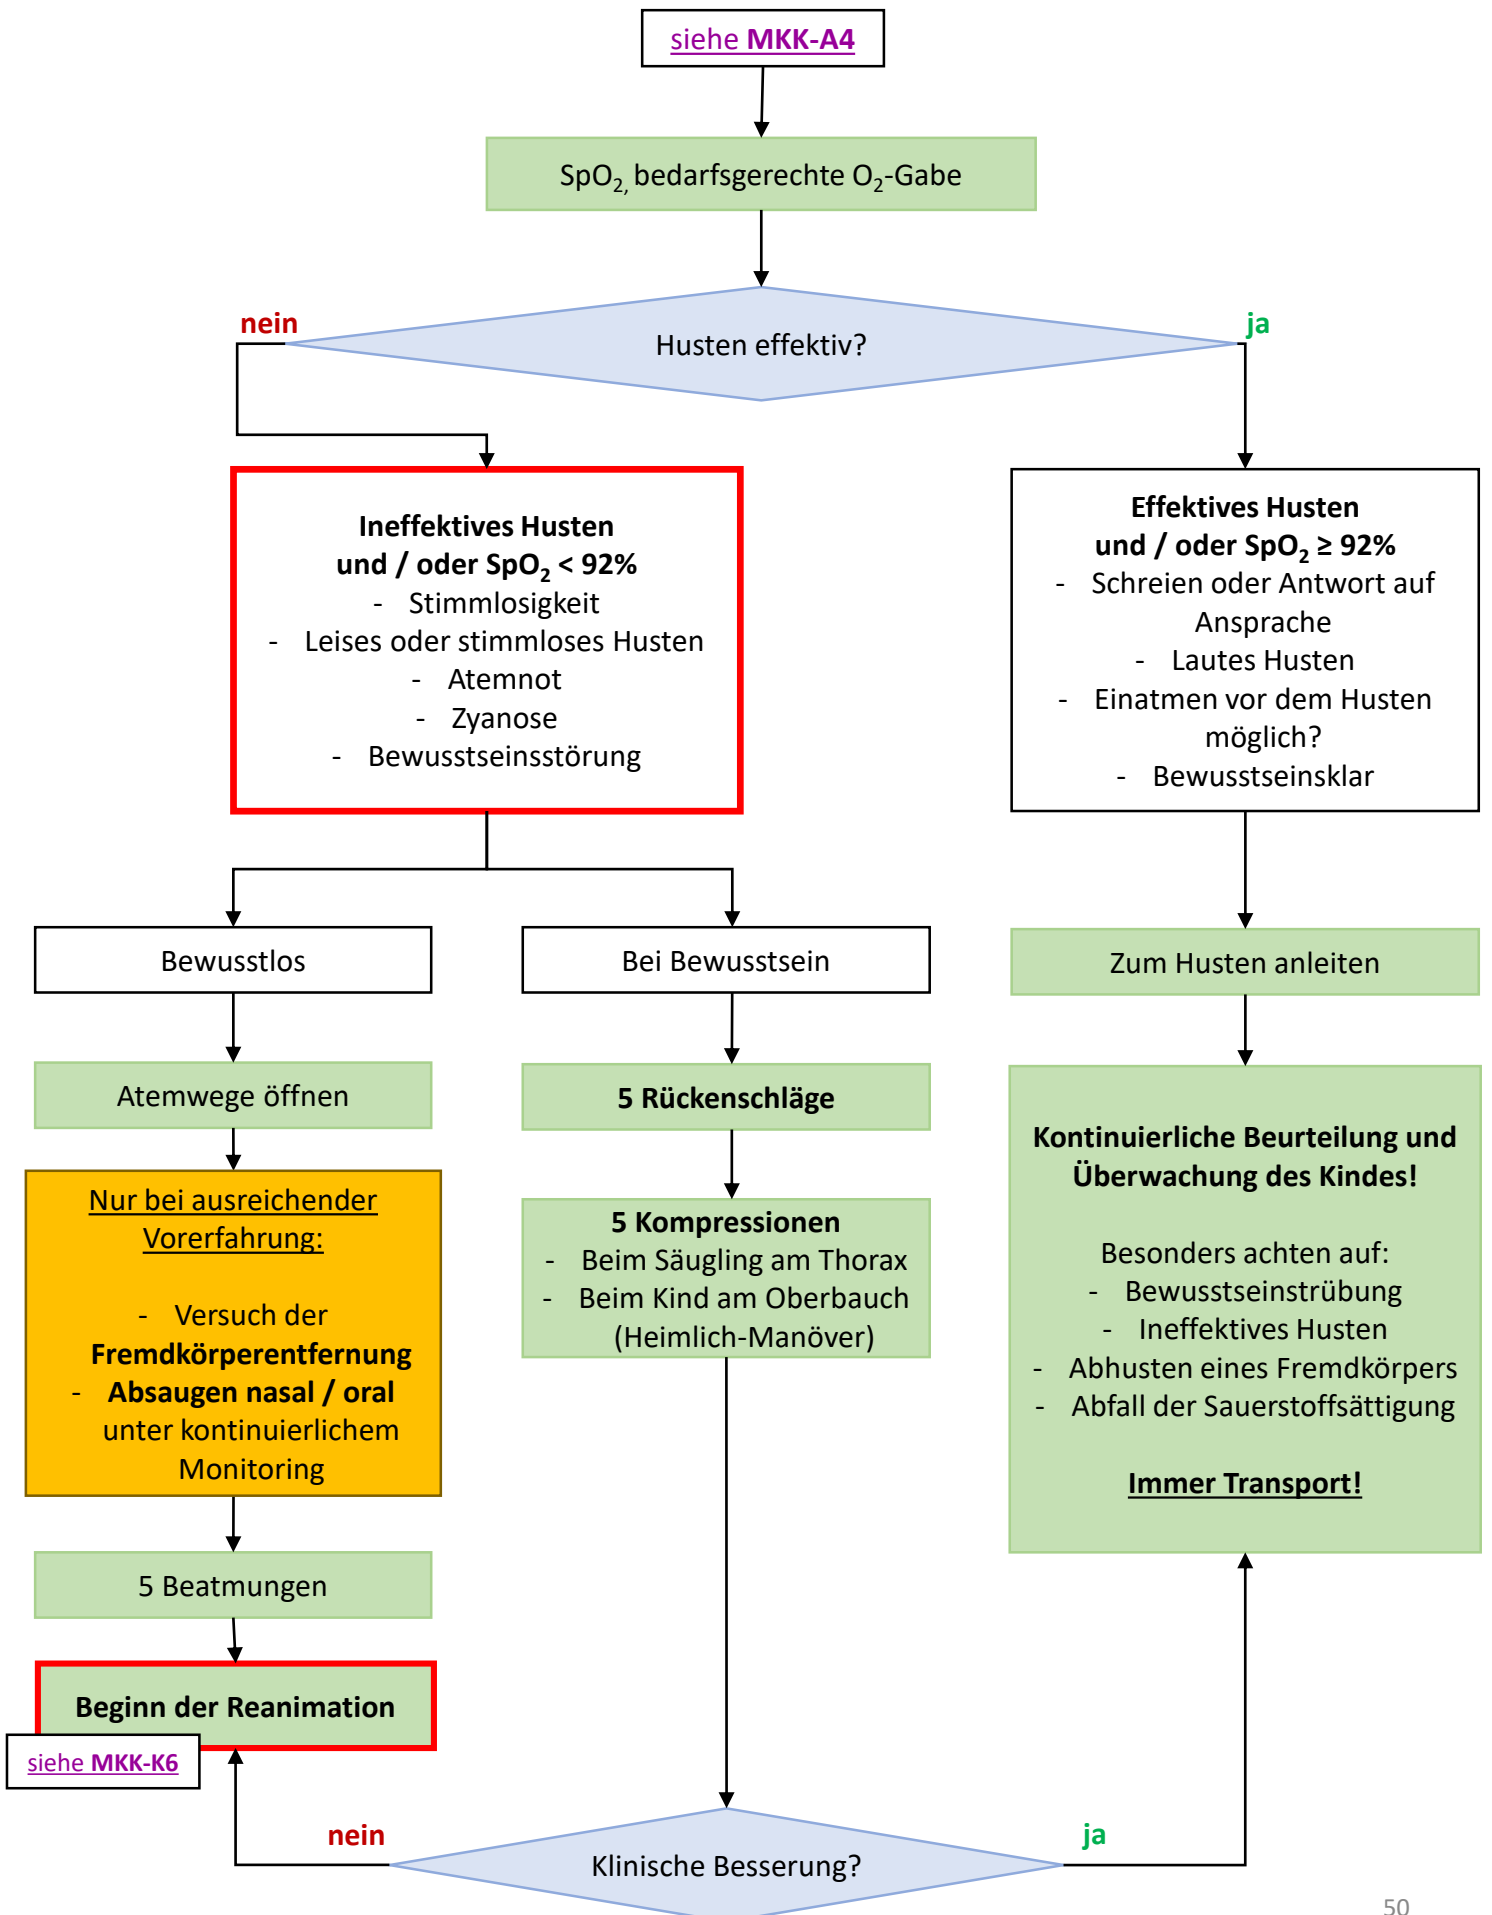 siehe MKK-A4
SpO2, bedarfsgerechte O2-Gabe
Husten effektiv?
nein
ja
Ineffektives Husten
und / oder SpO2 < 92%
- Stimmlosigkeit
- Leises oder stimmloses Husten
- Atemnot
- Zyanose
- Bewusstseinsstörung
Effektives Husten
und / oder SpO2 ≥ 92%
- Schreien oder Antwort auf
Ansprache
- Lautes Husten
- Einatmen vor dem Husten
möglich?
- Bewusstseinsklar
Bewusstlos
Bei Bewusstsein
Zum Husten anleiten
Atemwege öffnen
5 Rückenschläge
Nur bei ausreichender
Vorerfahrung:
- Versuch der
Fremdkörperentfernung
- Absaugen nasal / oral
unter kontinuierlichem
Monitoring
5 Kompressionen
- Beim Säugling am Thorax
- Beim Kind am Oberbauch
(Heimlich-Manöver)
Kontinuierliche Beurteilung und
Überwachung des Kindes!
Besonders achten auf:
- Bewusstseinstrübung
- Ineffektives Husten
- Abhusten eines Fremdkörpers
- Abfall der Sauerstoffsättigung
Immer Transport!
5 Beatmungen
Beginn der Reanimation
siehe MKK-K6
nein
ja
Klinische Besserung?
50